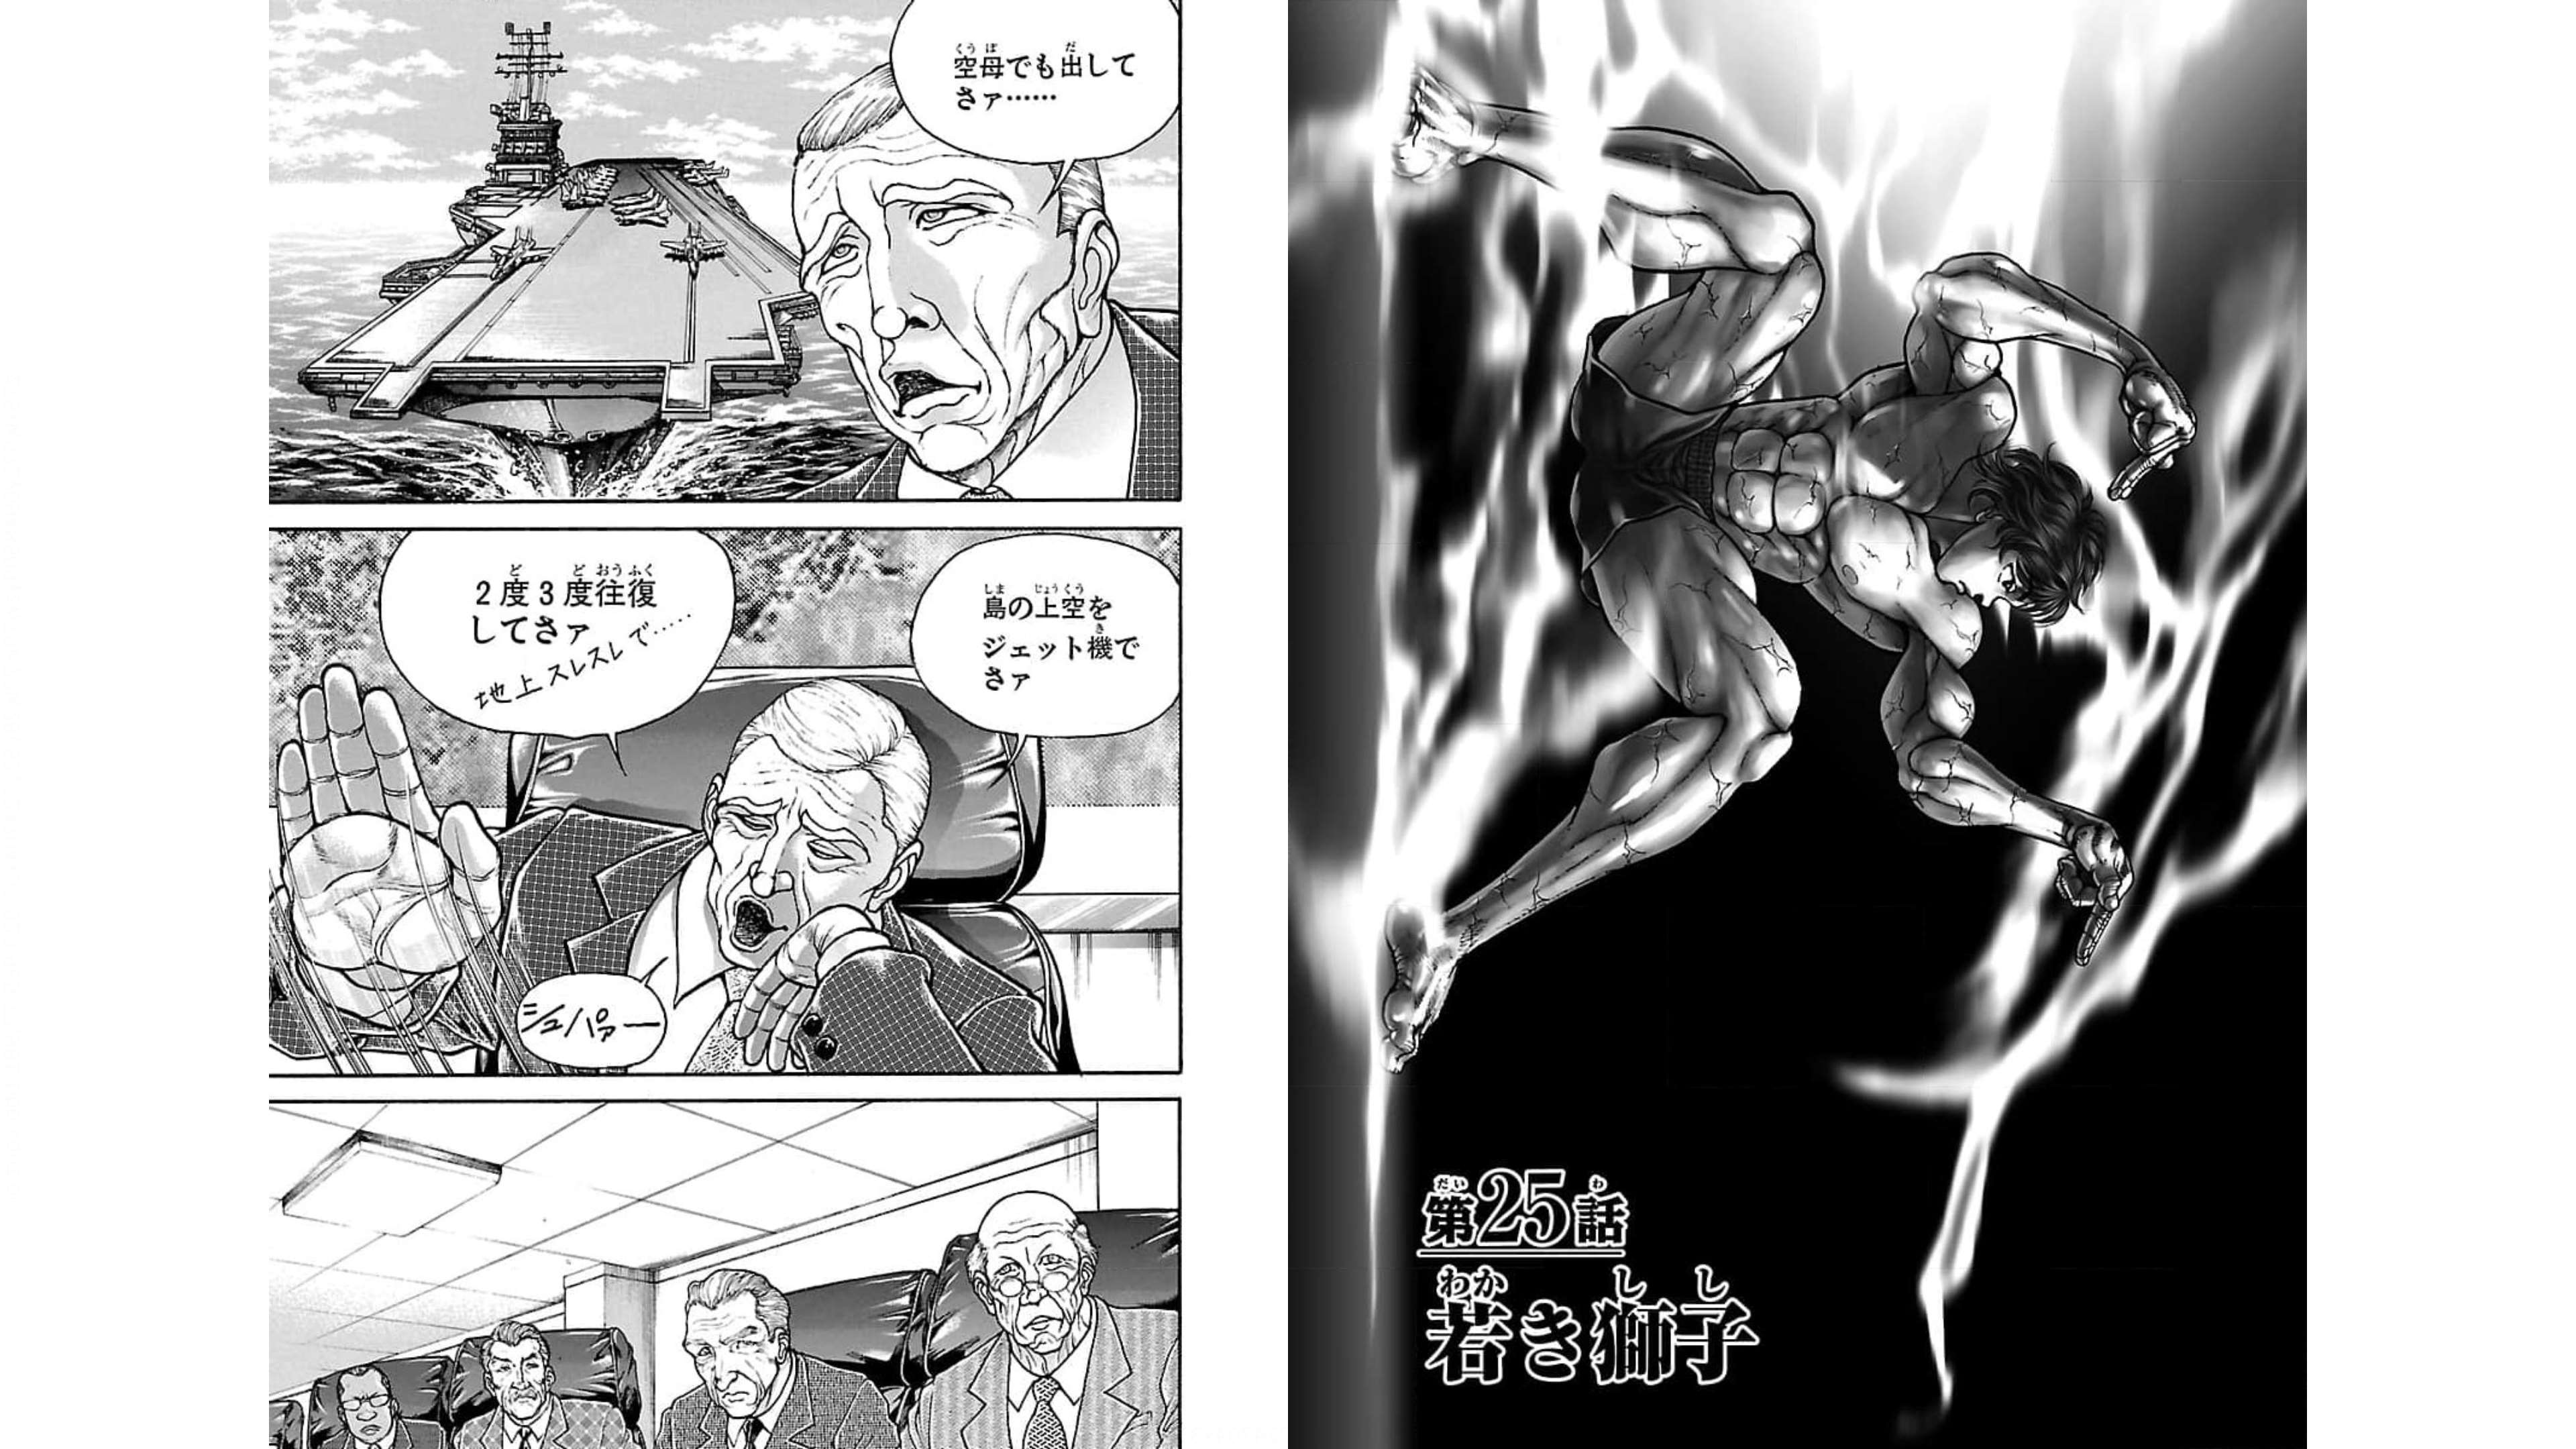 第25話
若き獅子
空母でも出して
さァ……
島の上空を
ジェット機で
さァ
2度3度往復
してさァ
地上スレスレで……
シュパァー